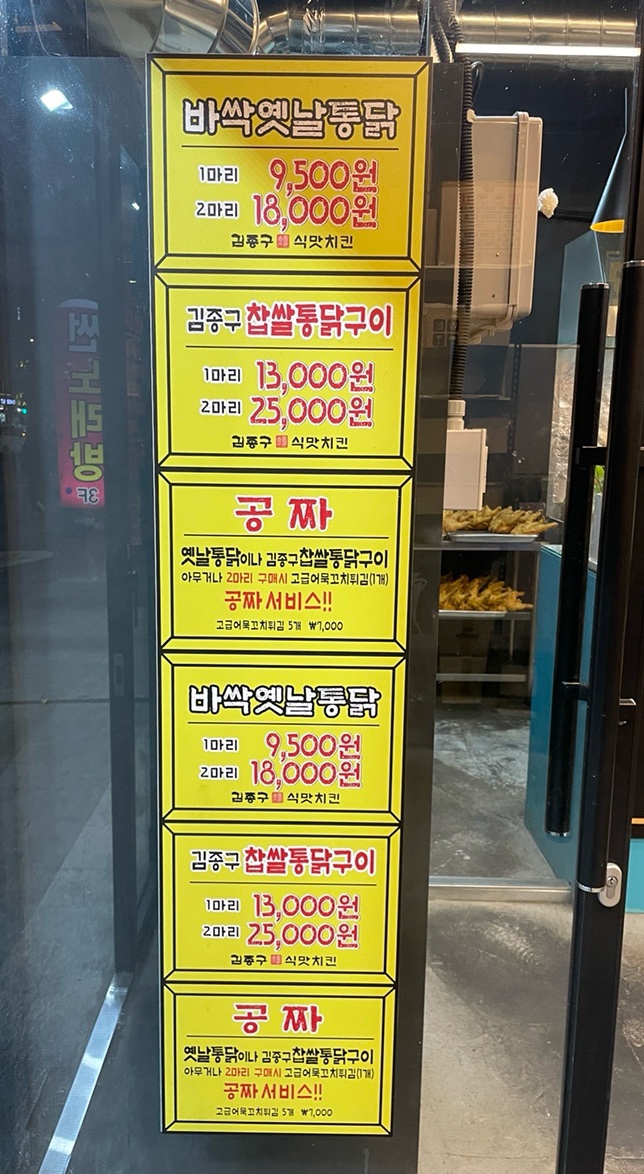 바싹옛날통닭
1마리 9,500원
2마리 18,000원
김종구 식맛치킨
김종구 찹쌀통닭구이
1마리 13,000원
2마리 25,000원
김종구 식맛치킨
공짜
옛날통닭이나 김종구찹쌀통닭구이
아무거나 2마리 구매시 고급어묵꼬치튀김(1개)
공짜 서비스!!
고급어묵꼬치튀김 5개 ₩7,000
바싹옛날통닭
1마리 9,500원
2마리 18,000원
김종구 식맛치킨
김종구 찹쌀통닭구이
1마리 13,000원
2마리 25,000원
김종구 식맛치킨
공짜
옛날통닭이나 김종구찹쌀통닭구이
아무거나 2마리 구매시 고급어묵꼬치튀김(1개)
공짜 서비스!!
고급어묵꼬치튀김 5개 ₩7,000
3F